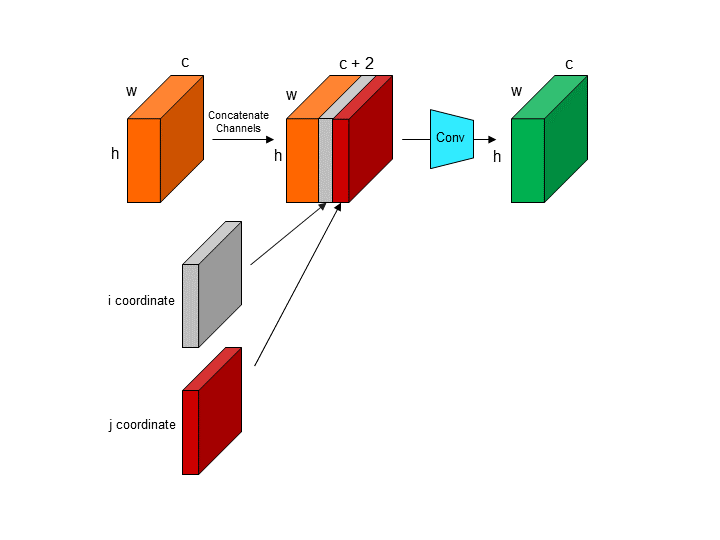 c
w
h
Concatenate
Channels
c + 2
w
h
Conv
c
w
h
i coordinate
j coordinate